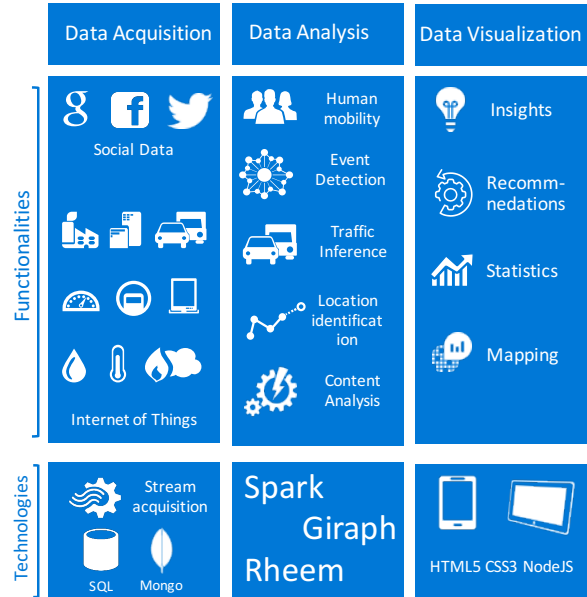 Data Acquisition
Data Analysis
Data Visualization
Functionalities
g f
Social Data
Internet of Things
Human
mobility
Event
Detection
Traffic
Inference
Location
identificat
ion
Content
Analysis
Insights
Recomm-
nedations
Statistics
Mapping
Technologies
Stream
acquisition
SQL
Mongo
Spark
Giraph
Rheem
HTML5 CSS3 NodeJS